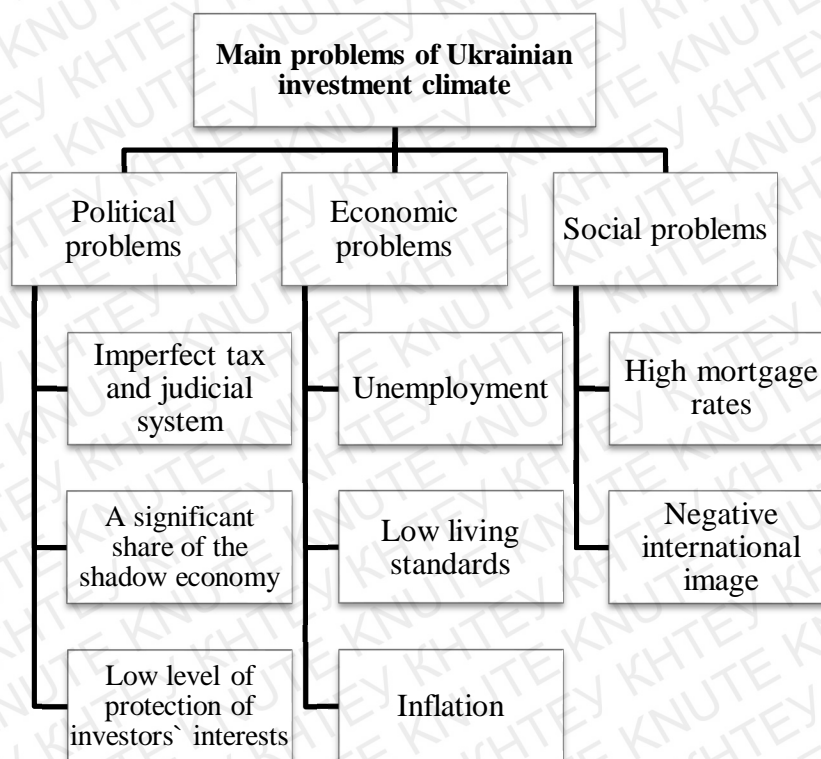 Main problems of Ukrainian
investment climate
Political
problems
Economic
problems
Social problems
Imperfect tax
and judicial
system
Unemployment
High mortgage
rates
A significant
share of the
shadow economy
Low living
standards
Negative
international
image
Low level of
protection of
investors` interests
Inflation
KNUTE КНТЕУ